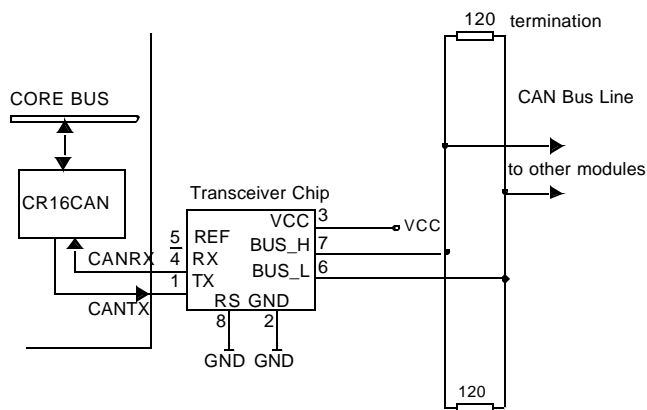 120 termination
CORE BUS
CAN Bus Line
to other modules
CR16CAN
Transceiver Chip
VCC 3
VCC
5 REF
BUS_H 7
CANRX 4 RX
BUS_L 6
1 TX
CANTX
RS GND
8 2
GND GND
120